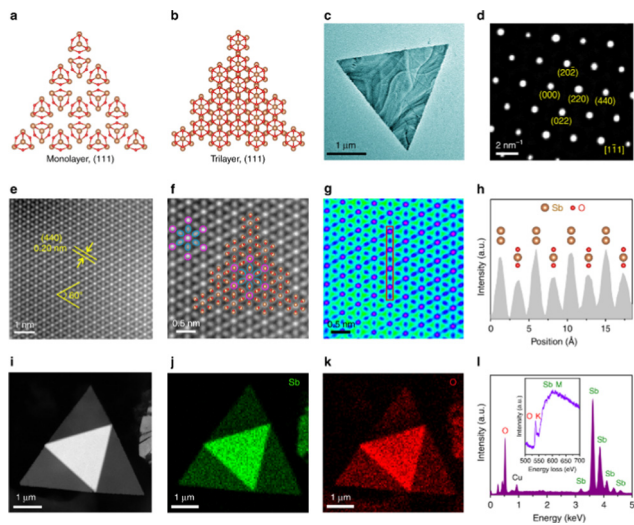 a
b
c
d
Monolayer, (111)
Trilayer, (111)
1 μm
(202̄)
(000)
(220)
(440)
(022)
2 nm⁻¹
[1̄11̄]
e
f
g
h
(440)
0.20 nm
60°
1 nm
0.5 nm
0.5 nm
Sb
O
Intensity (a.u.)
0
5
10
15
Position (Å)
i
j
k
l
Sb
O
1 μm
1 μm
1 μm
Intensity (a.u.)
O
Cu
Sb
Sb
Sb
Sb
Sb
Sb
Intensity (a.u.)
O K
Sb M
500
550
600
650
700
Energy loss (eV)
0
1
2
3
4
5
Energy (keV)